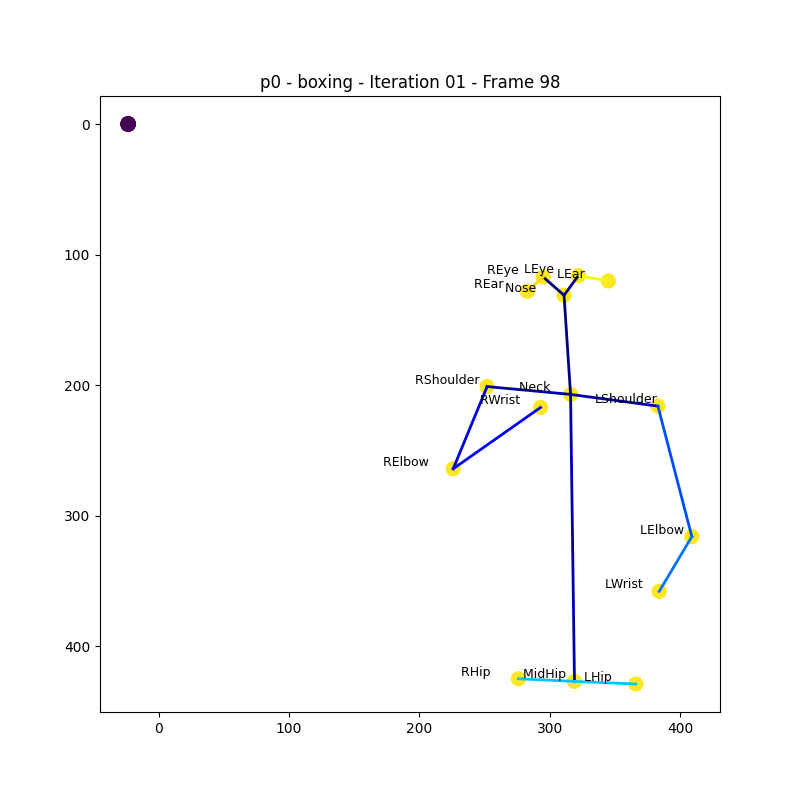 p0 - boxing - Iteration 01 - Frame 98
0
100
REye LEye LEar
REar Nose
200
RShoulder Neck
RWrist LShoulder
RElbow
300
LElbow
LWrist
400
RHip MidHip LHip
0 100 200 300 400